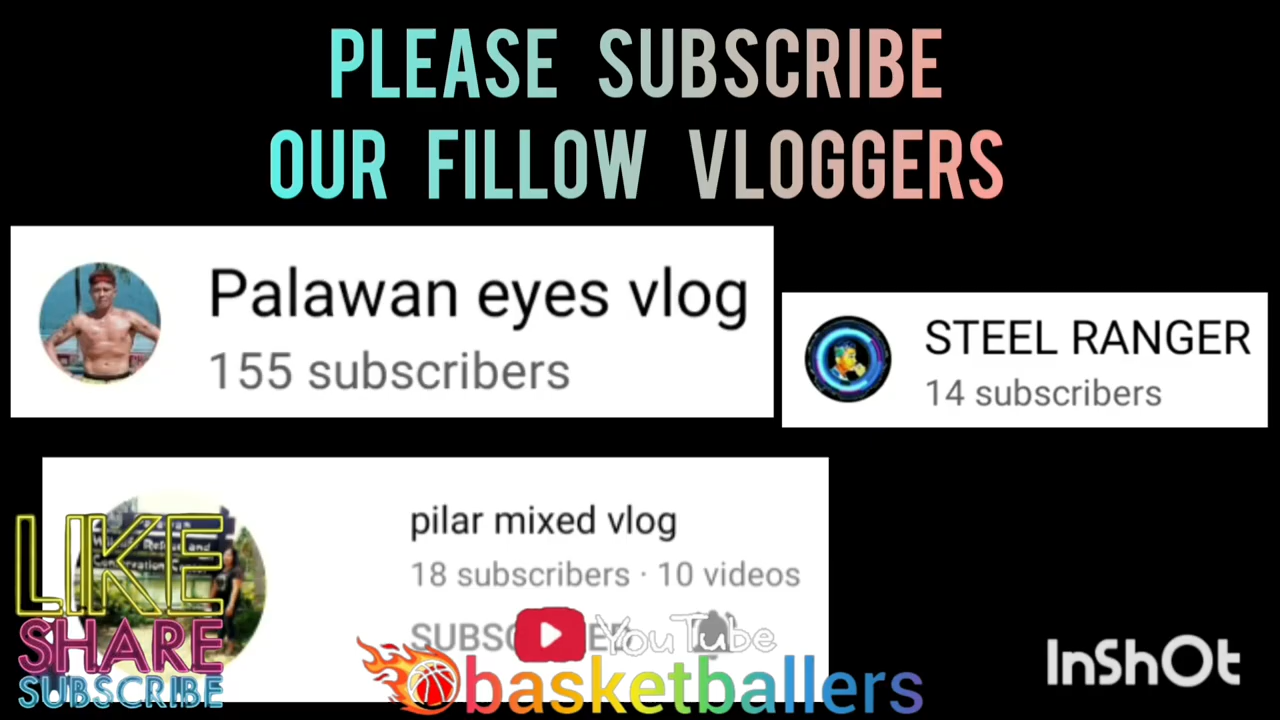 PLEASE SUBSCRIBE
OUR FILLOW VLOGGERS
Palawan eyes vlog
155 subscribers
STEEL RANGER
14 subscribers
pilar mixed vlog
18 subscribers · 10 videos
YouTube
LIKE
SHARE
SUBSCRIBE
@basketballers
InShOt